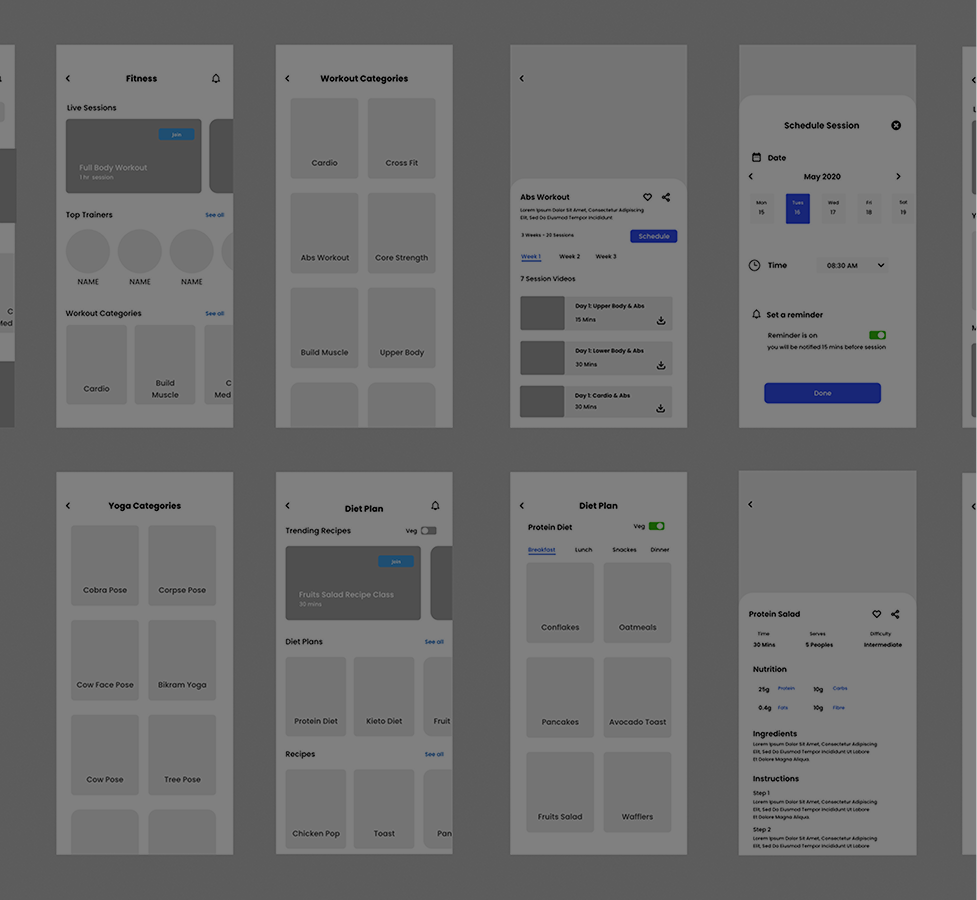 Fitness
Live Sessions
Join
Full Body Workout
1 hr session
Top Trainers
See all
NAME
NAME
NAME
Workout Categories
See all
Cardio
Build
Muscle
C
Med
C
Med
Workout Categories
Cardio
Cross Fit
Abs Workout
Core Strength
Build Muscle
Upper Body
Abs Workout
Lorem Ipsum Dolor Sit Amet, Consectetur Adipiscing
Elit, Sed Do Eiusmod Tempor Incididunt
3 Weeks - 20 Sessions
Schedule
Week 1
Week 2
Week 3
7 Session Videos
Day 1: Upper Body & Abs
15 Mins
Day 1: Lower Body & Abs
30 Mins
Day 1: Cardio & Abs
30 Mins
Schedule Session
Date
May 2020
Mon
15
Tues
16
Wed
17
Fri
18
Sat
19
Time
08:30 AM
Set a reminder
Reminder is on
you will be notified 15 mins before session
Done
Yoga Categories
Cobra Pose
Corpse Pose
Cow Face Pose
Bikram Yoga
Cow Pose
Tree Pose
Diet Plan
Trending Recipes
Veg
Join
Fruits Salad Recipe Class
30 mins
Diet Plans
See all
Protein Diet
Kieto Diet
Fruit
Recipes
See all
Chicken Pop
Toast
Pan
Diet Plan
Protein Diet
Veg
Breakfast
Lunch
Snackes
Dinner
Conflakes
Oatmeals
Pancakes
Avocado Toast
Fruits Salad
Wafflers
Protein Salad
Time
Serves
Difficulty
30 Mins
5 Peoples
Intermediate
Nutrition
25g
Protein
10g
Carbs
0.4g
Fats
10g
Fibre
Ingredients
Lorem Ipsum Dolor Sit Amet, Consectetur Adipiscing
Elit, Sed Do Eiusmod Tempor Incididunt Ut Labore
Et Dolore Magna Aliqua.
Instructions
Step 1
Lorem Ipsum Dolor Sit Amet, Consectetur Adipiscing
Elit, Sed Do Eiusmod Tempor Incididunt Ut Labore
Et Dolore Magna Aliqua.
Step 2
Lorem Ipsum Dolor Sit Amet, Consectetur Adipiscing
Elit, Sed Do Eiusmod Tempor Incididunt Ut Labore